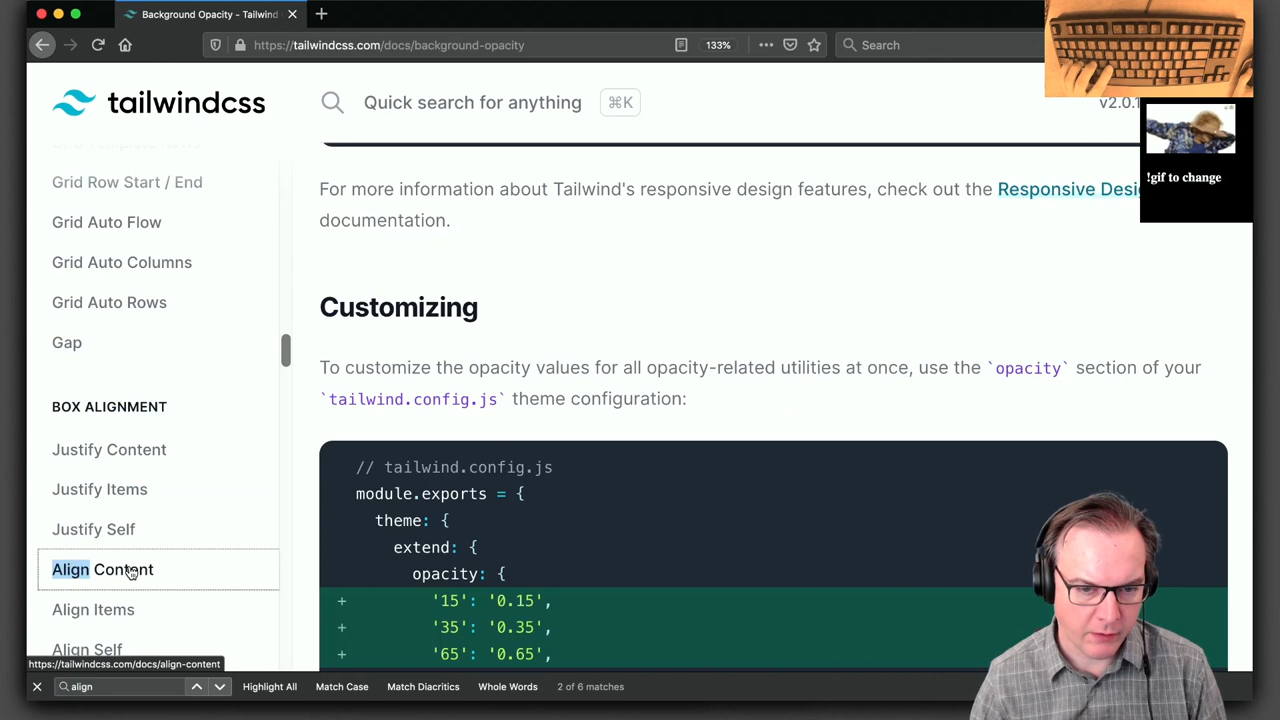 Background Opacity - Tailwind
https://tailwindcss.com/docs/background-opacity
133%
Search
tailwindcss
Quick search for anything
⌘K
v2.0.1
!gif to change
Grid Row Start / End
Grid Auto Flow
Grid Auto Columns
Grid Auto Rows
Gap
BOX ALIGNMENT
Justify Content
Justify Items
Justify Self
Align Content
Align Items
Align Self
For more information about Tailwind's responsive design features, check out the Responsive Desi
documentation.
Customizing
To customize the opacity values for all opacity-related utilities at once, use the `opacity` section of your
`tailwind.config.js` theme configuration:
// tailwind.config.js
module.exports = {
theme: {
extend: {
opacity: {
+ '15': '0.15',
+ '35': '0.35',
+ '65': '0.65',
https://tailwindcss.com/docs/align-content
align
Highlight All
Match Case
Match Diacritics
Whole Words
2 of 6 matches